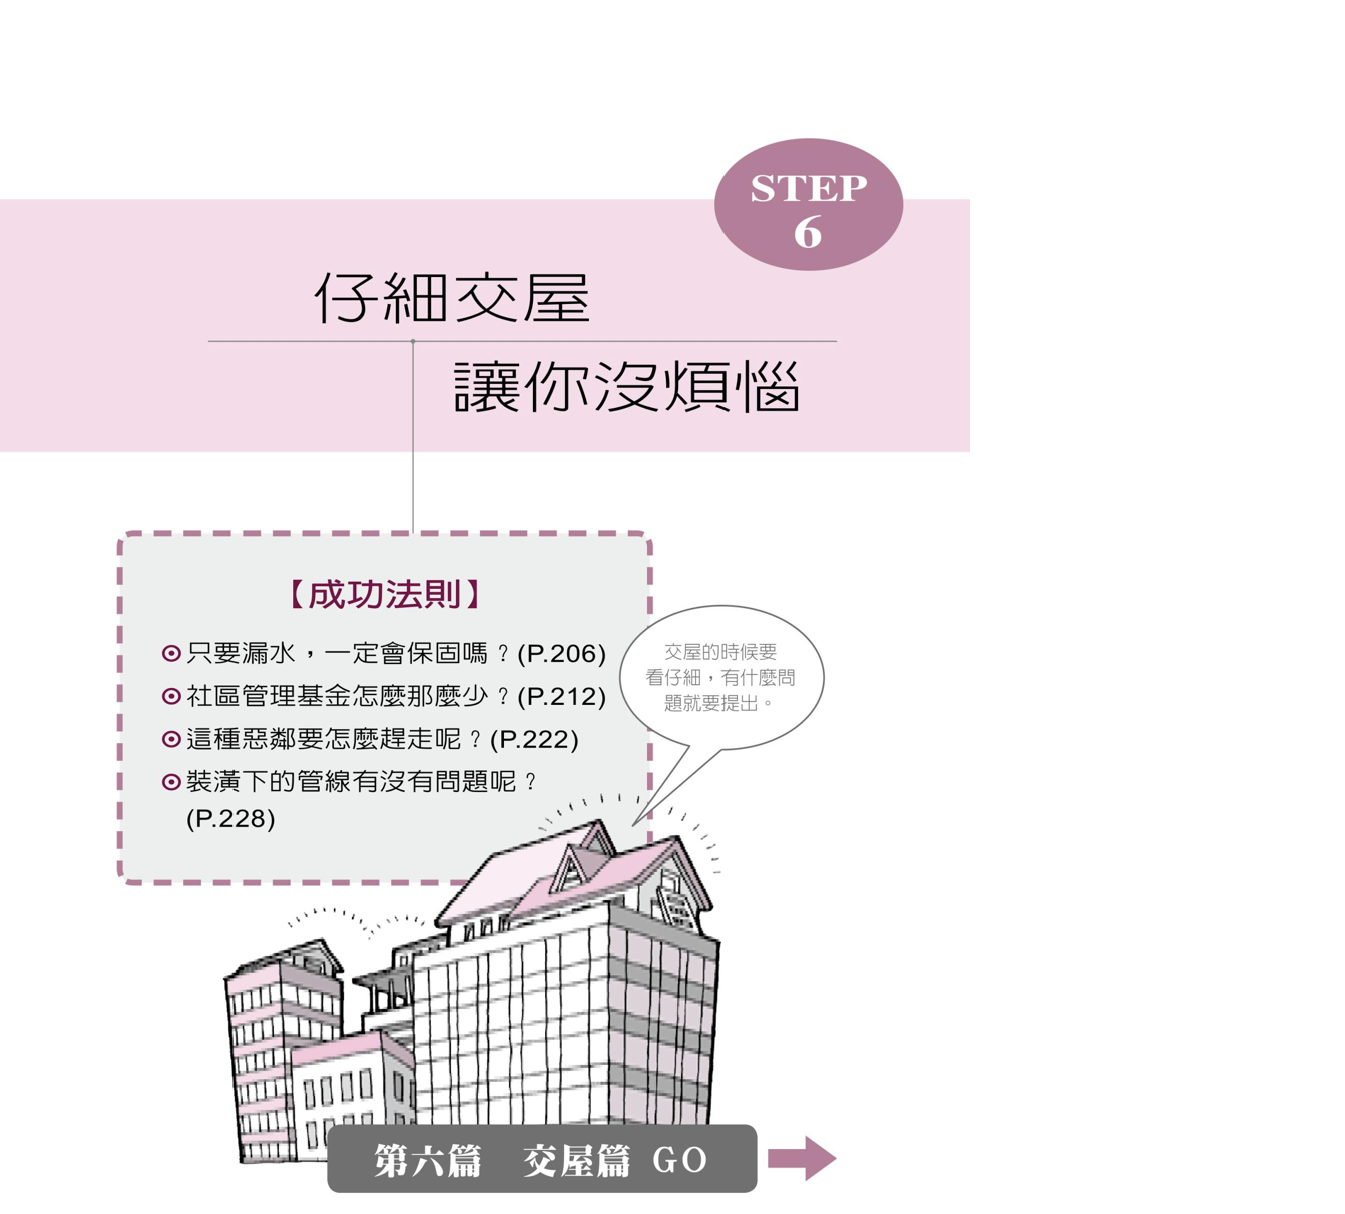 STEP
6
仔細交屋
讓你沒煩惱
【成功法則】
⊙只要漏水，一定會保固嗎？(P.206)
⊙社區管理基金怎麼那麼少？(P.212)
⊙這種惡鄰要怎麼趕走呢？(P.222)
⊙裝潢下的管線有沒有問題呢？
(P.228)
交屋的時候要
看仔細，有什麼問
題就要提出。
第六篇　交屋篇 GO